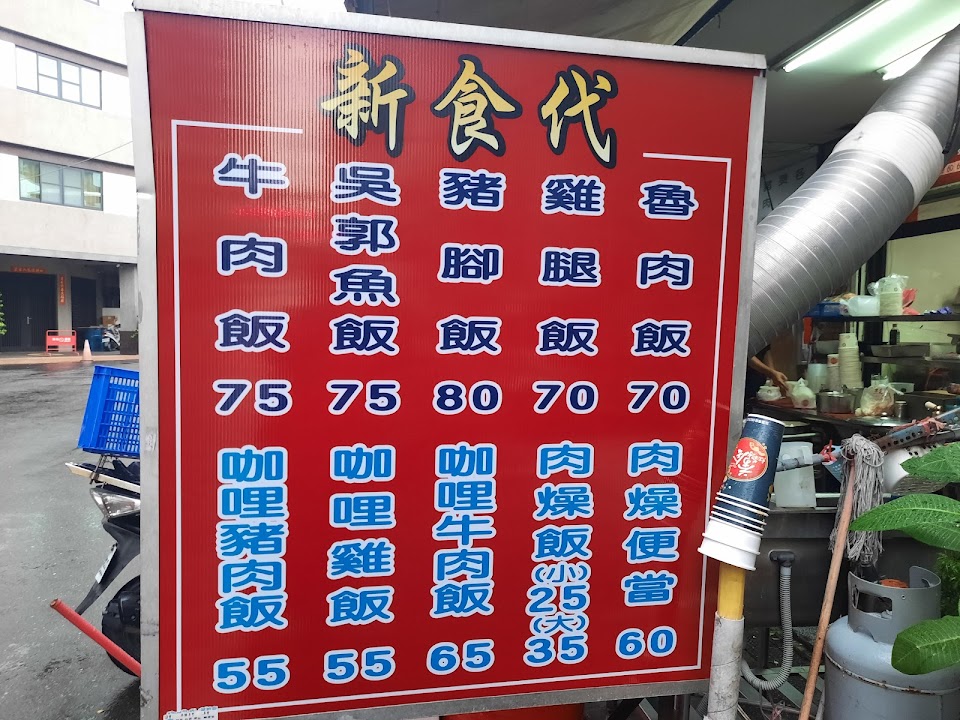 新食代
魯肉飯
70
雞腿飯
70
豬腳飯
80
吳郭魚飯
75
牛肉飯
75
肉燥便當
60
肉燥飯
(小)
25
(大)
35
咖哩牛肉飯
65
咖哩雞飯
55
咖哩豬肉飯
55